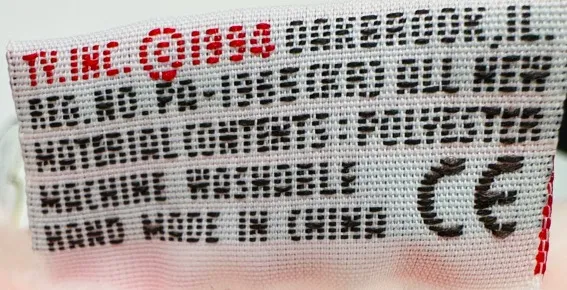 TY.INC.©1993 OAKBROOK,IL.
REG.NO.PA-1965(KE) ALL NEW
MATERIAL CONTENTS:POLYESTER
MACHINE WASHABLE
HAND MADE IN CHINA
CE